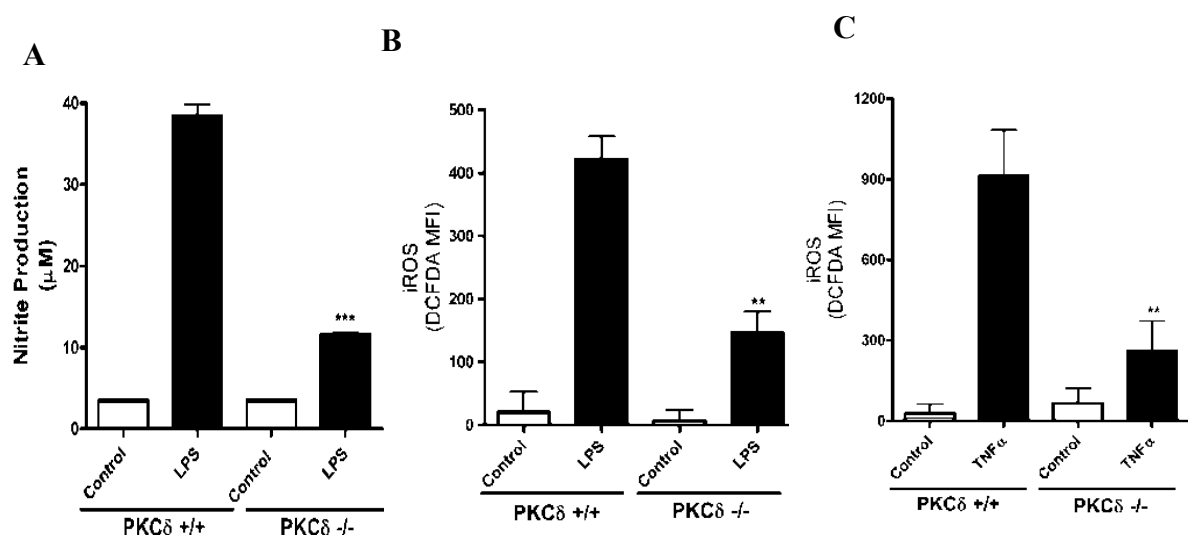 A
Nitrite Production
(μM)
40
30
20
10
0
***
Control
LPS
Control
LPS
PKCδ +/+
PKCδ -/-
B
iROS
(DCFDA MFI)
500
400
300
200
100
0
**
Control
LPS
Control
LPS
PKCδ +/+
PKCδ -/-
C
iROS
(DCFDA MFI)
1200
900
600
300
0
**
Control
TNFα
Control
TNFα
PKCδ +/+
PKCδ -/-